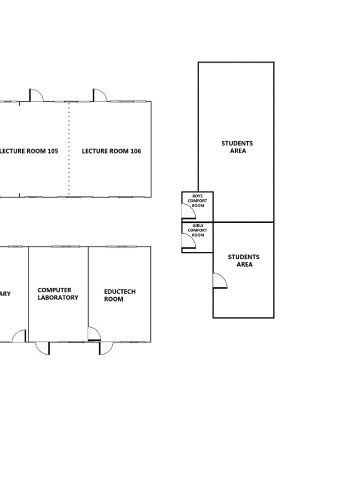 LECTURE ROOM 105
LECTURE ROOM 106
STUDENTS
AREA
BOYS
COMFORT
ROOM
GIRLS
COMFORT
ROOM
STUDENTS
AREA
ARY
COMPUTER
LABORATORY
EDUCTECH
ROOM